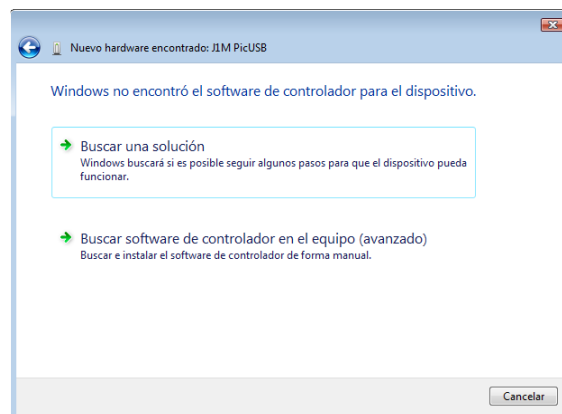 Nuevo hardware encontrado: J1M PicUSB
Windows no encontró el software de controlador para el dispositivo.
Buscar una solución
Windows buscará si es posible seguir algunos pasos para que el dispositivo pueda
funcionar.
Buscar software de controlador en el equipo (avanzado)
Buscar e instalar el software de controlador de forma manual.
Cancelar